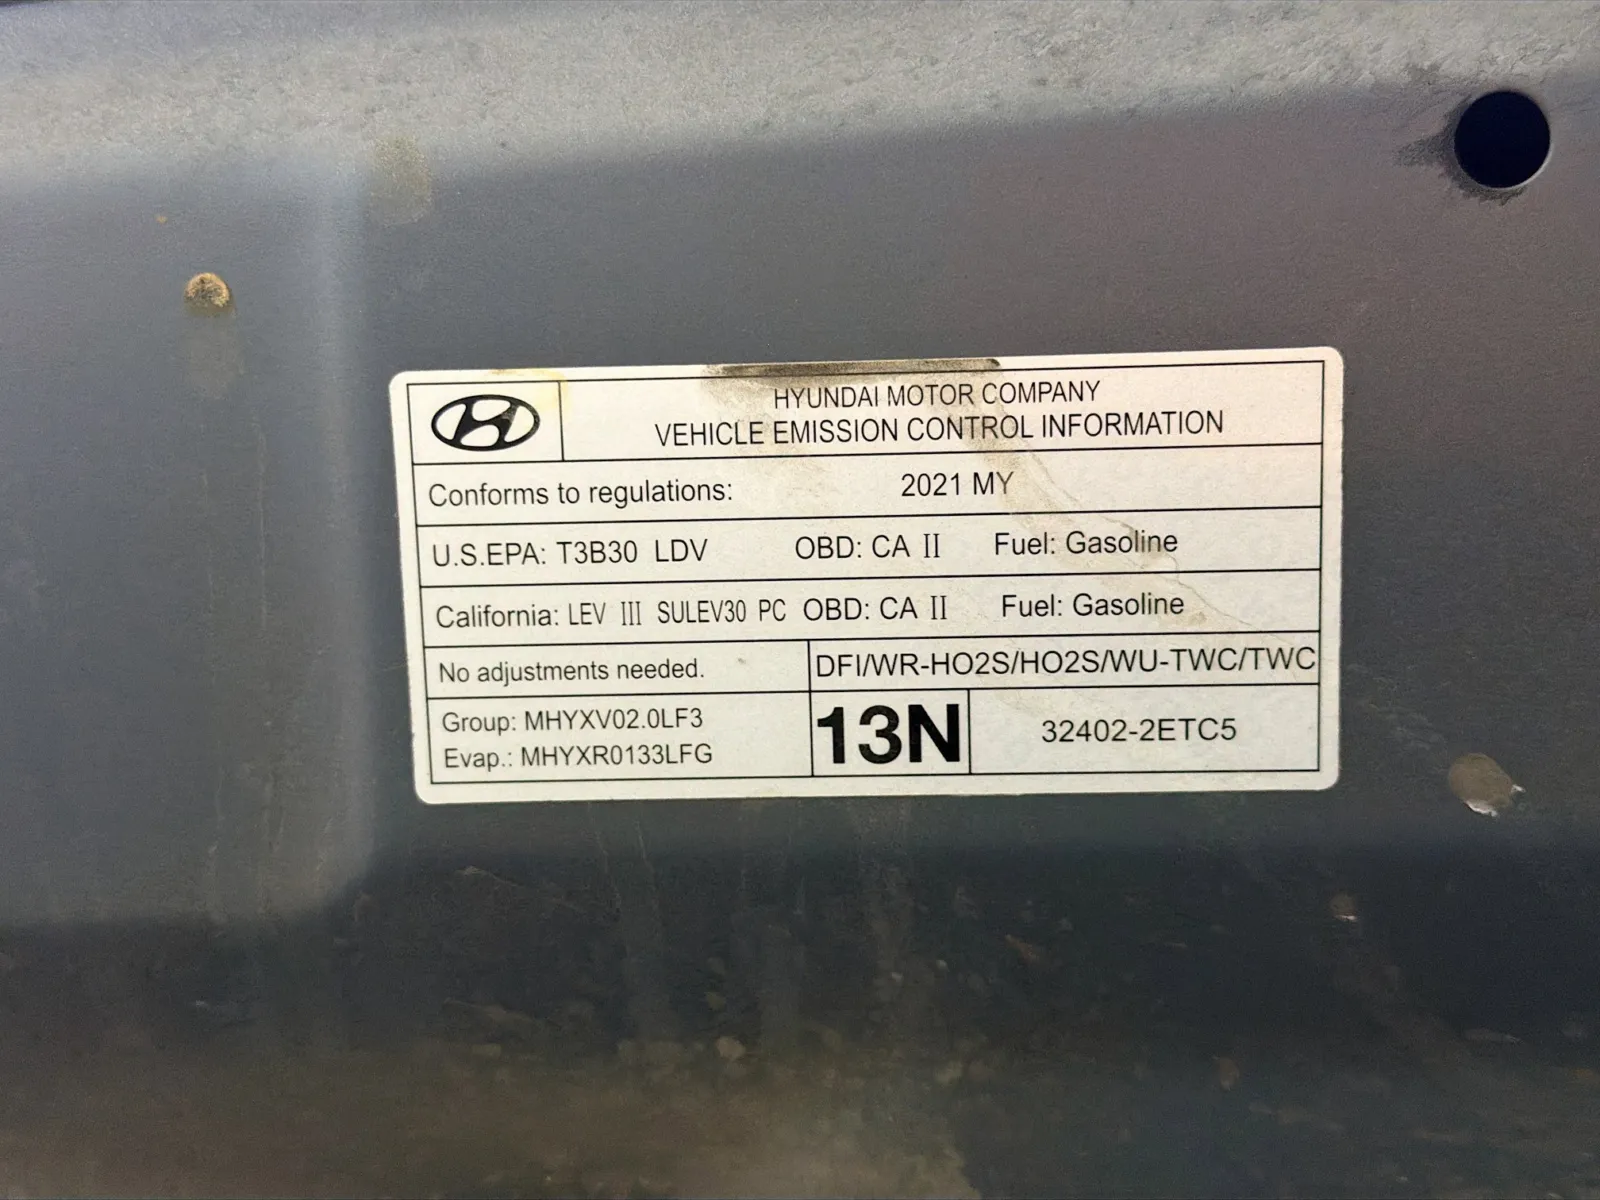 HYUNDAI MOTOR COMPANY
VEHICLE EMISSION CONTROL INFORMATION
Conforms to regulations: 2021 MY
U.S.EPA: T3B30 LDV OBD: CA II Fuel: Gasoline
California: LEV III SULEV30 PC OBD: CA II Fuel: Gasoline
No adjustments needed. DFI/WR-HO2S/HO2S/WU-TWC/TWC
Group: MHYXV02.0LF3
Evap.: MHYXR0133LFG
13N
32402-2ETC5